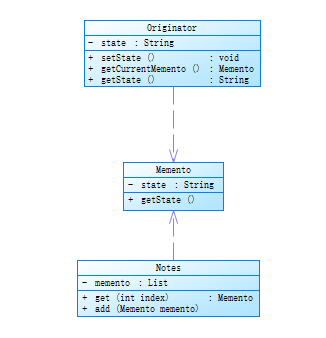 Originator
- state : String
+ setState () : void
+ getCurrentMemento () : Memento
+ getState () : String
Memento
- state : String
+ getState ()
Notes
- memento : List
+ get (int index) : Memento
+ add (Memento memento)